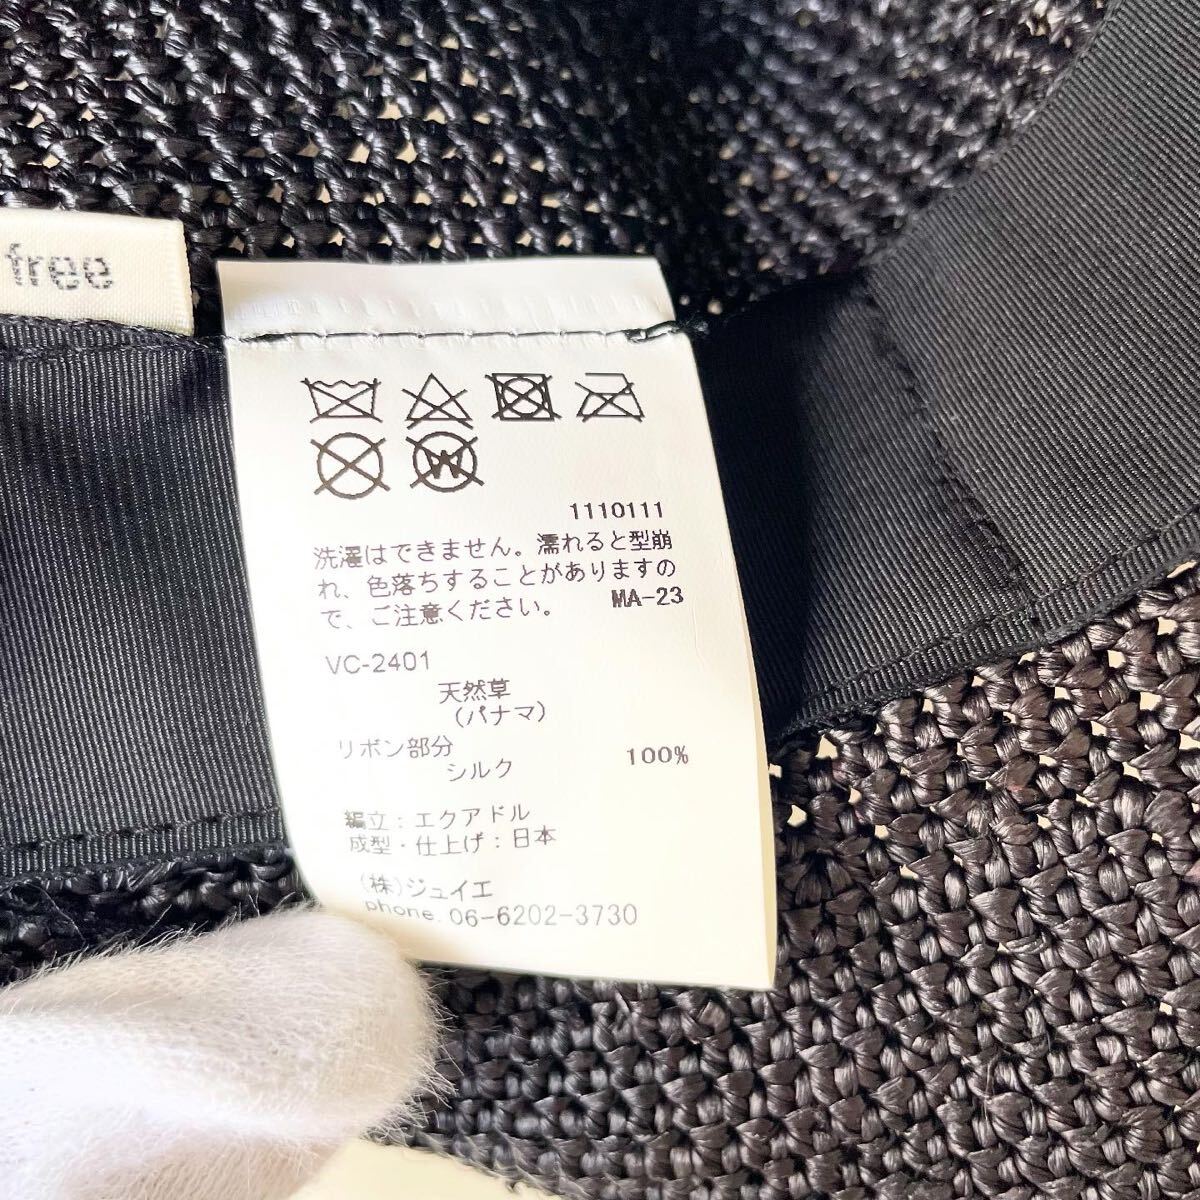 free
W
1110111
洗濯はできません。濡れると型崩
れ、色落ちすることがありますの
で、ご注意ください。 MA-23
VC-2401
天然草
(パナマ)
リボン部分
シルク 100%
編立:エクアドル
成型・仕上げ:日本
(株)ジュイエ
phone.06-6202-3730